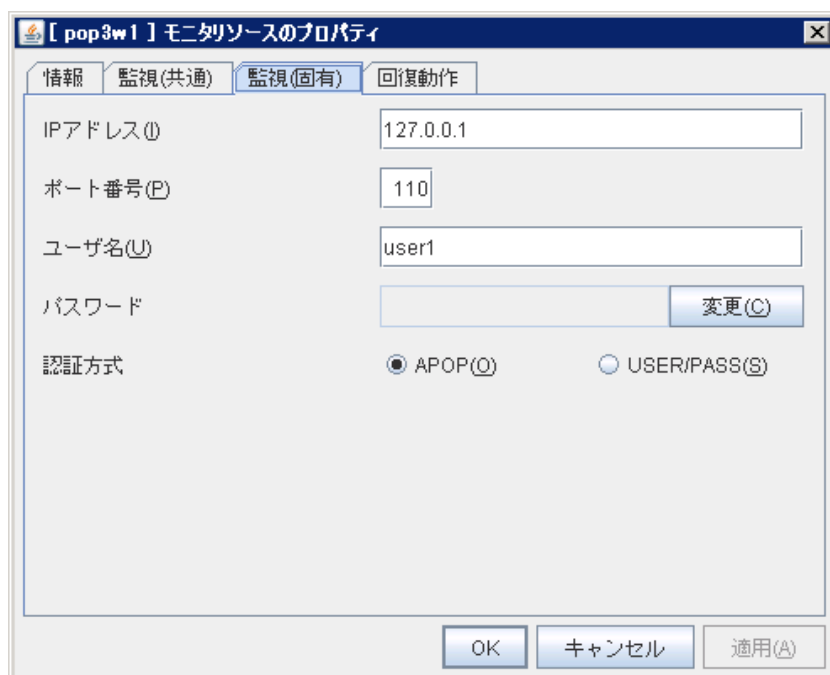 [ pop3w1 ] モニタリソースのプロパティ
情報 監視(共通) 監視(固有) 回復動作
IPアドレス(I) 127.0.0.1
ポート番号(P) 110
ユーザ名(U) user1
パスワード 変更(C)
認証方式 APOP(O) USER/PASS(S)
OK キャンセル 適用(A)